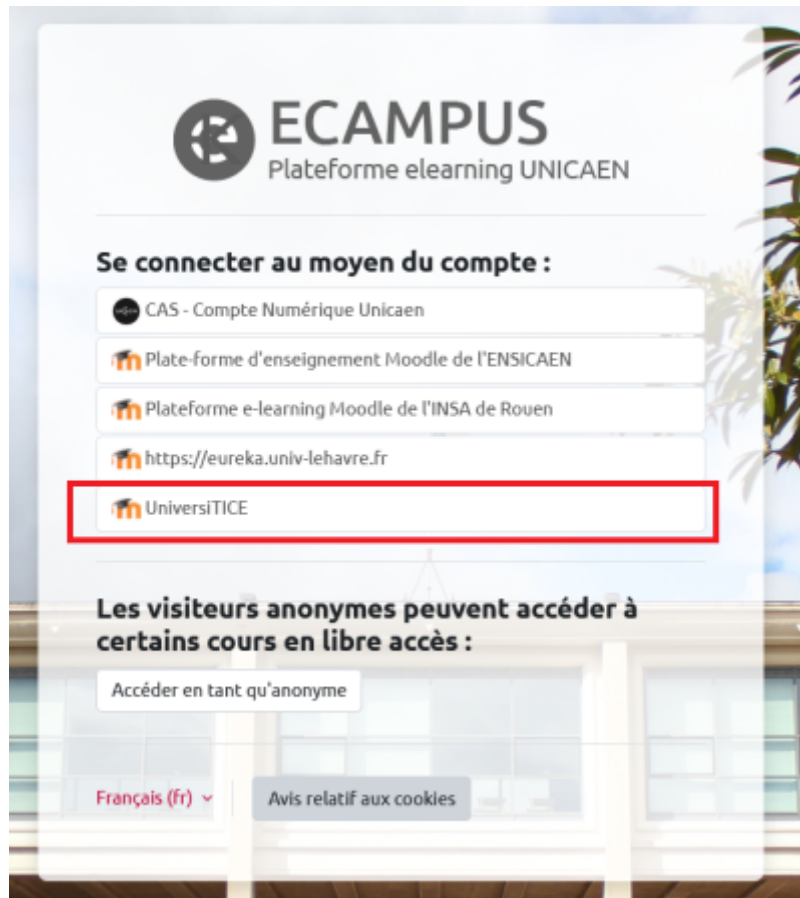 ECAMPUS
Plateforme elearning UNICAEN
Se connecter au moyen du compte :
CAS - Compte Numérique Unicaen
Plate-forme d'enseignement Moodle de l'ENSICAEN
Plateforme e-learning Moodle de l'INSA de Rouen
https://eureka.univ-lehavre.fr
UniversiTICE
Les visiteurs anonymes peuvent accéder à
certains cours en libre accès :
Accéder en tant qu'anonyme
Français (fr)
Avis relatif aux cookies